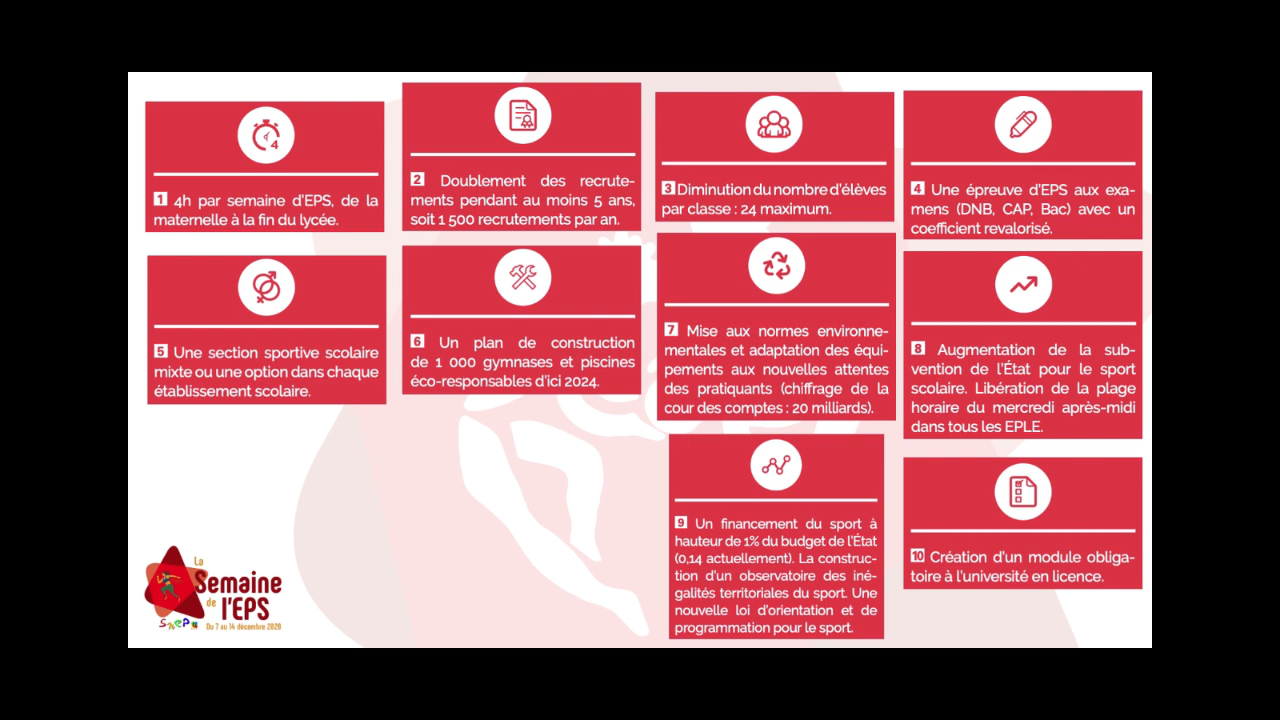 4
1 4h par semaine d'EPS, de la
maternelle à la fin du lycée.
2 Doublement des recrute-
ments pendant au moins 5 ans,
soit 1 500 recrutements par an.
3 Diminution du nombre d'élèves
par classe : 24 maximum.
4 Une épreuve d'EPS aux exa-
mens (DNB, CAP, Bac) avec un
coefficient revalorisé.
5 Une section sportive scolaire
mixte ou une option dans chaque
établissement scolaire.
6 Un plan de construction
de 1 000 gymnases et piscines
éco-responsables d'ici 2024.
7 Mise aux normes environne-
mentales et adaptation des équi-
pements aux nouvelles attentes
des pratiquants (chiffrage de la
cour des comptes : 20 milliards).
8 Augmentation de la sub-
vention de l'État pour le sport
scolaire. Libération de la plage
horaire du mercredi après-midi
dans tous les EPLE.
9 Un financement du sport à
hauteur de 1% du budget de l'État
(0,14 actuellement). La construc-
tion d'un observatoire des iné-
galités territoriales du sport. Une
nouvelle loi d'orientation et de
programmation pour le sport.
10 Création d'un module obliga-
toire à l'université en licence.
La
Semaine
de l'EPS
Du 7 au 14 décembre 2020